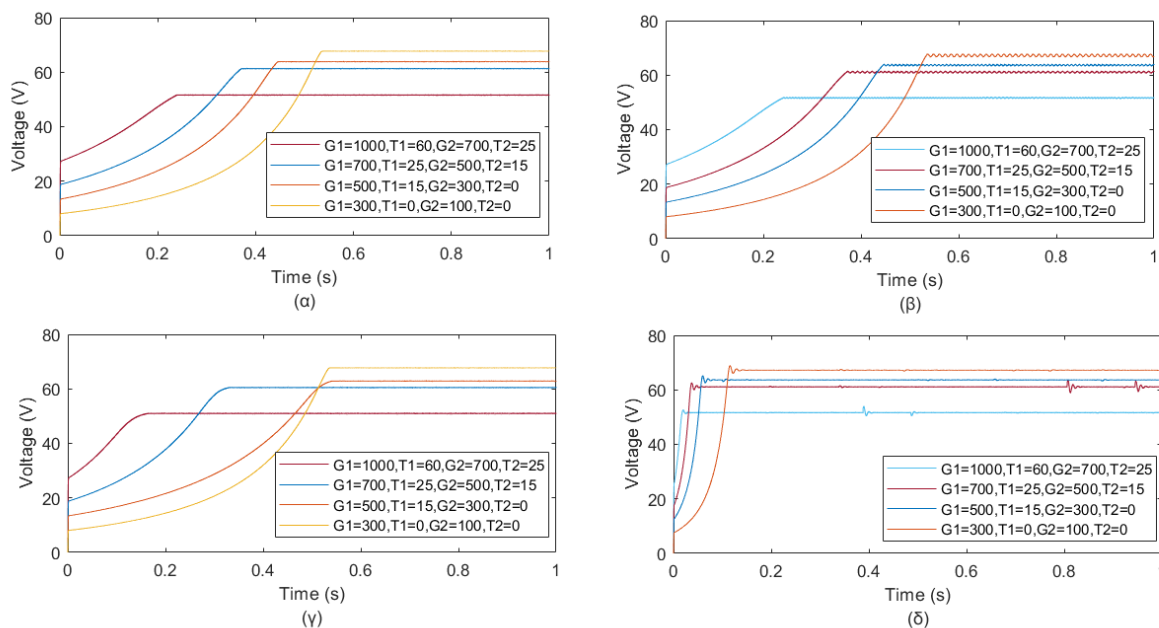 80
60
40
20
0
Voltage (V)
G1=1000,T1=60,G2=700,T2=25
G1=700,T1=25,G2=500,T2=15
G1=500,T1=15,G2=300,T2=0
G1=300,T1=0,G2=100,T2=0
0 0.2 0.4 0.6 0.8 1
Time (s)
(α)
80
60
40
20
0
Voltage (V)
G1=1000,T1=60,G2=700,T2=25
G1=700,T1=25,G2=500,T2=15
G1=500,T1=15,G2=300,T2=0
G1=300,T1=0,G2=100,T2=0
0 0.2 0.4 0.6 0.8 1
Time (s)
(β)
80
60
40
20
0
Voltage (V)
G1=1000,T1=60,G2=700,T2=25
G1=700,T1=25,G2=500,T2=15
G1=500,T1=15,G2=300,T2=0
G1=300,T1=0,G2=100,T2=0
0 0.2 0.4 0.6 0.8 1
Time (s)
(γ)
80
60
40
20
0
Voltage (V)
G1=1000,T1=60,G2=700,T2=25
G1=700,T1=25,G2=500,T2=15
G1=500,T1=15,G2=300,T2=0
G1=300,T1=0,G2=100,T2=0
0 0.2 0.4 0.6 0.8 1
Time (s)
(δ)